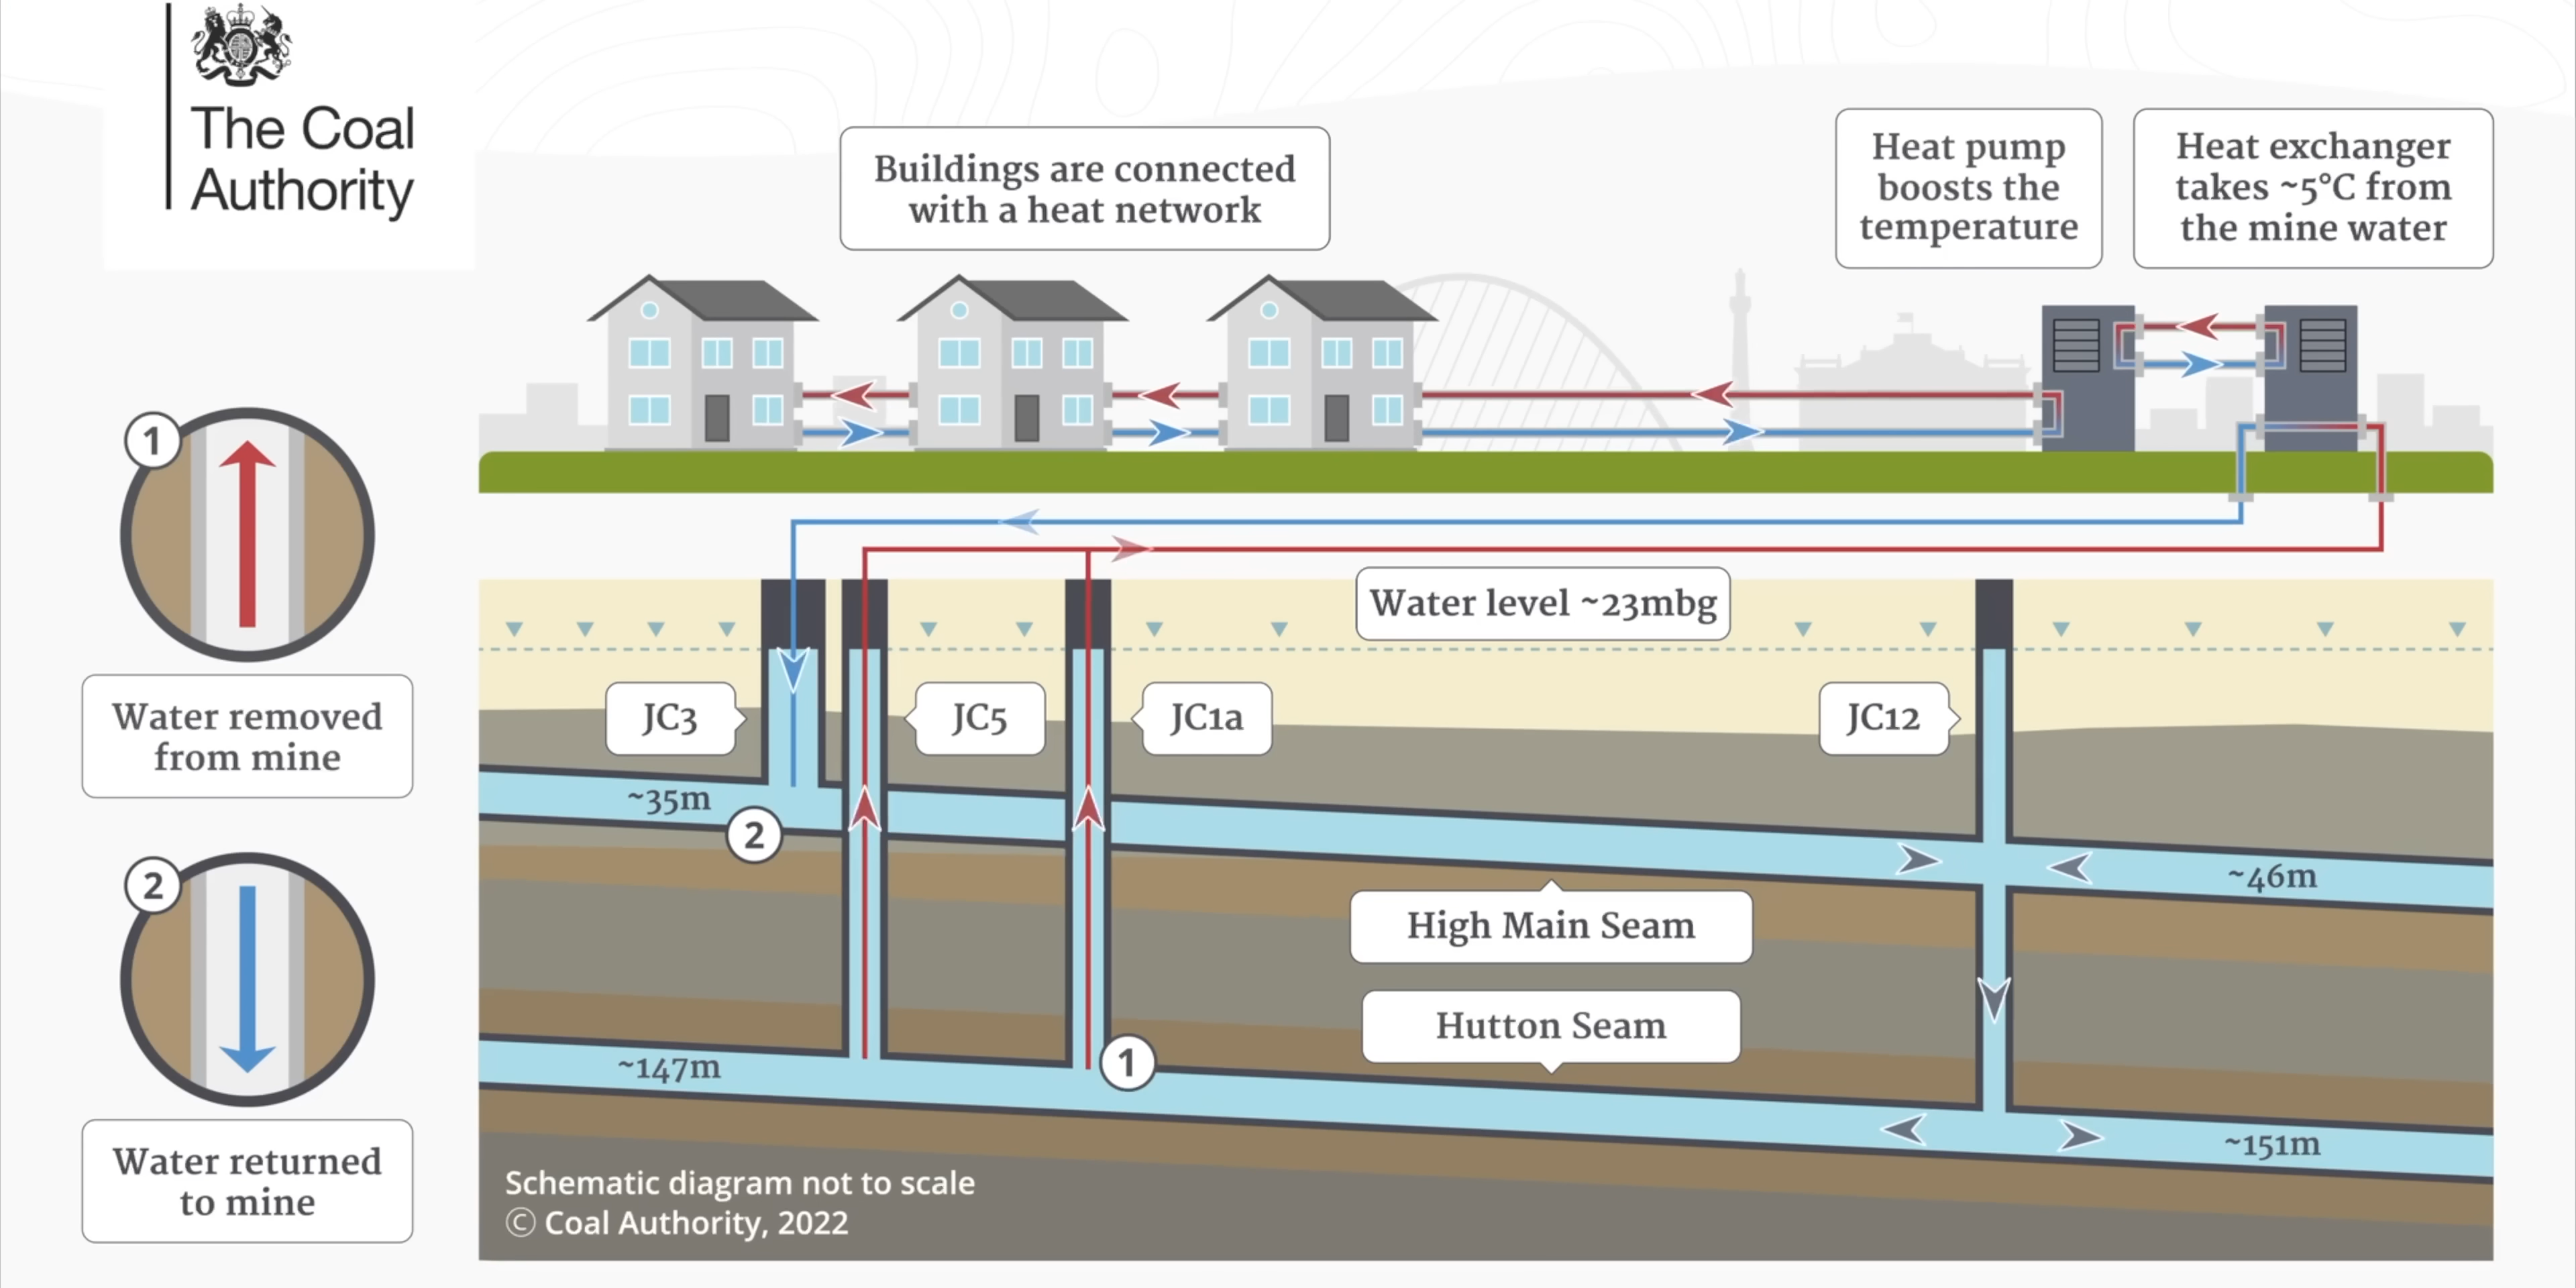 The Coal
Authority
Buildings are connected
with a heat network
Heat pump
boosts the
temperature
Heat exchanger
takes ~5°C from
the mine water
1
Water removed
from mine
2
Water returned
to mine
Water level ~23mbg
JC3
JC5
JC1a
JC12
~35m
2
~46m
High Main Seam
Hutton Seam
~147m
1
~151m
Schematic diagram not to scale
© Coal Authority, 2022